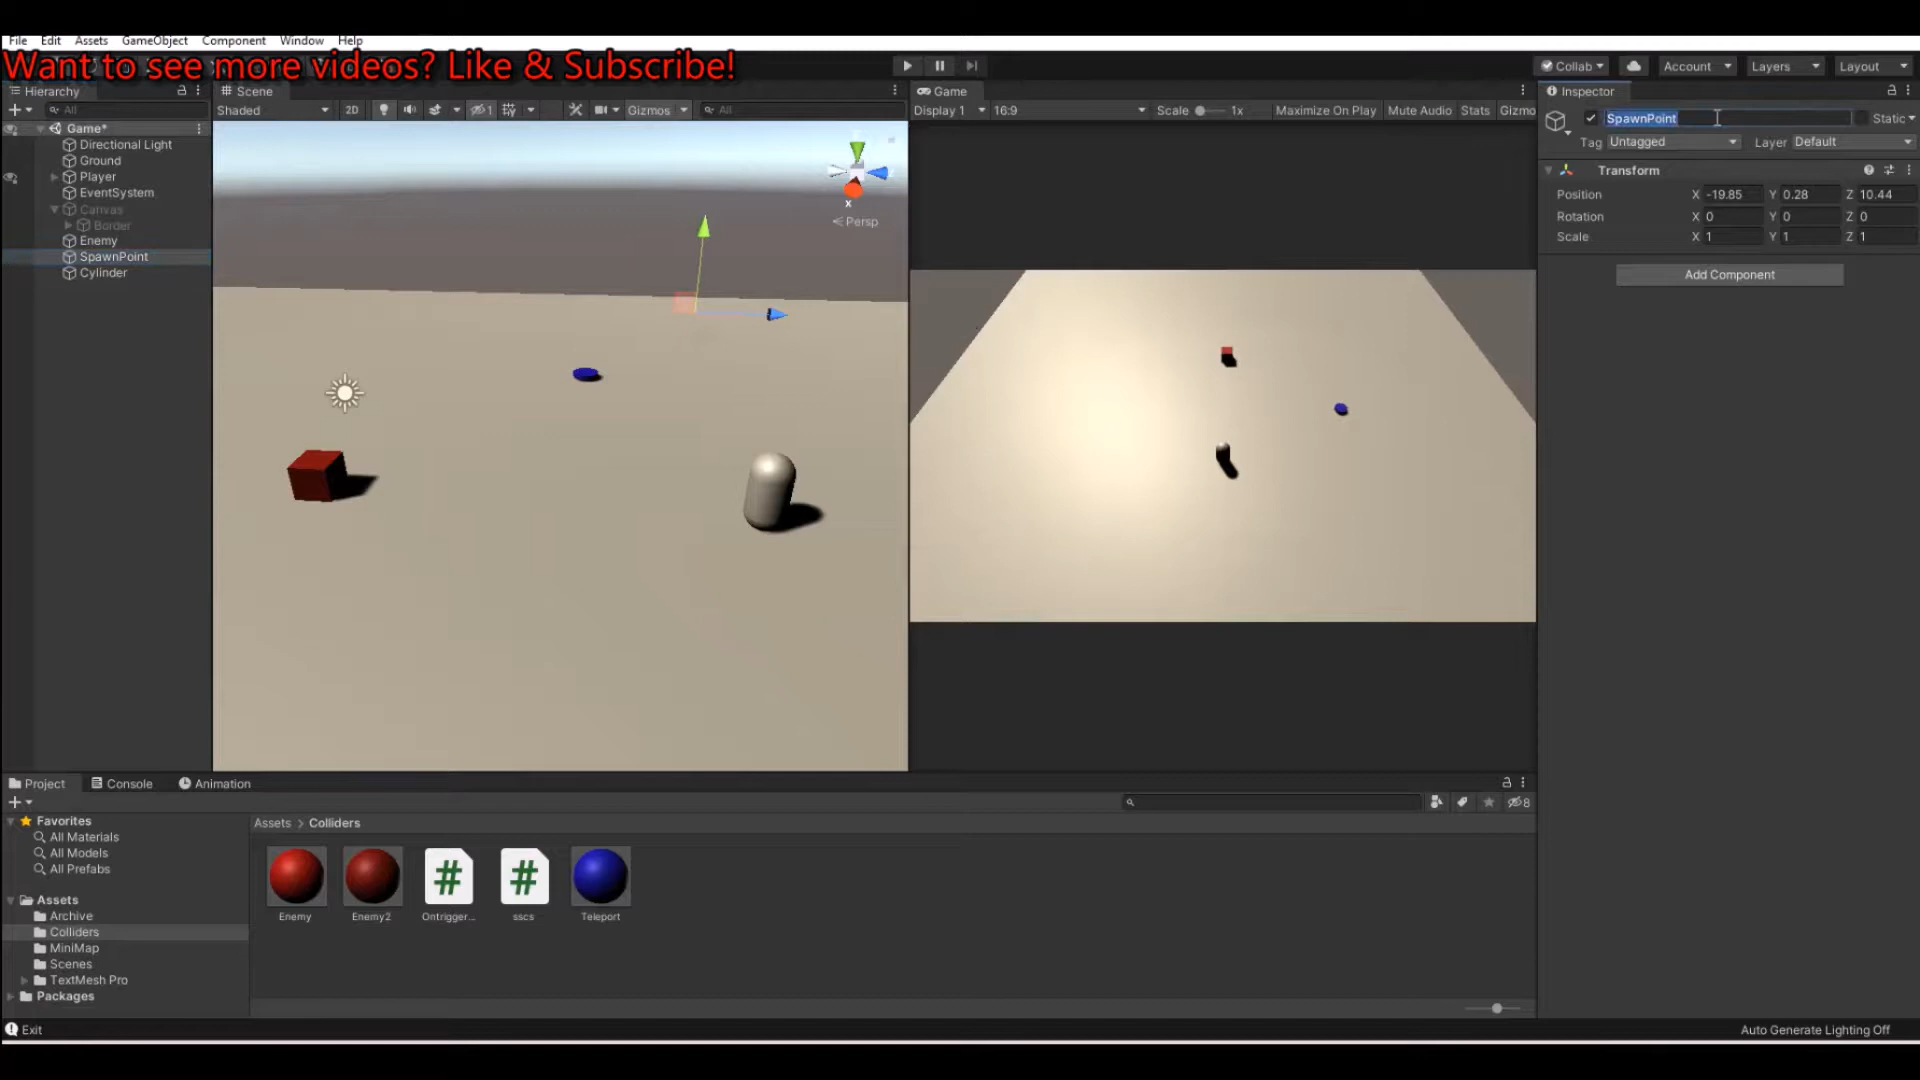 File Edit Assets GameObject Component Window Help
Want to see more videos? Like & Subscribe!
Collab Account Layers Layout
Hierarchy
All
Game*
Directional Light
Ground
Player
EventSystem
Canvas
Border
Enemy
SpawnPoint
Cylinder
Scene
Shaded 2D 1 Gizmos All
x
Persp
Game
Display 1 16:9 Scale 1x Maximize On Play Mute Audio Stats Gizmo
Inspector
SpawnPoint Static
Tag Untagged Layer Default
Transform
Position X -19.85 Y 0.28 Z 10.44
Rotation X 0 Y 0 Z 0
Scale X 1 Y 1 Z 1
Add Component
Project Console Animation
8
Favorites
All Materials
All Models
All Prefabs
Assets
Archive
Colliders
MiniMap
Scenes
TextMesh Pro
Packages
Assets > Colliders
Enemy Enemy2 Ontrigger... sscs Teleport
Exit
Auto Generate Lighting Off